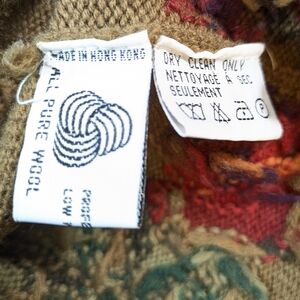 MADE IN HONG KONG
ALL PURE WOOL
DRY CLEAN ONLY
NETTOYAGE À SEC
SEULEMENT
P